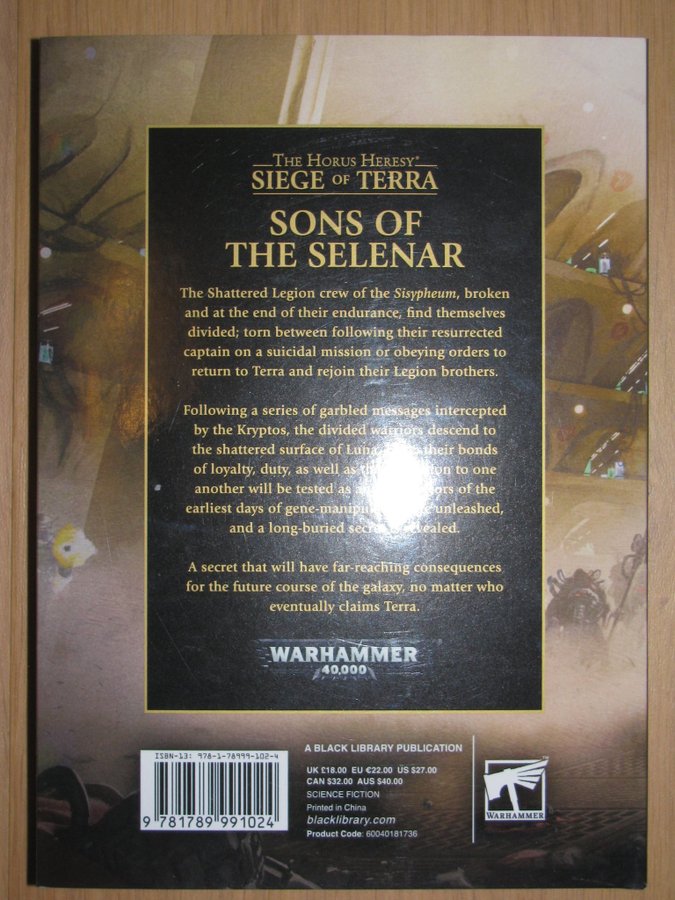 THE HORUS HERESY®
SIEGE OF TERRA
SONS OF
THE SELENAR
The Shattered Legion crew of the Sisypheum, broken
and at the end of their endurance, find themselves
divided; torn between following their resurrected
captain on a suicidal mission or obeying orders to
return to Terra and rejoin their Legion brothers.
Following a series of garbled messages intercepted
by the Kryptos, the divided warriors descend to
the shattered surface of Luna their bonds
of loyalty, duty, as well as to one
another will be tested as of the
earliest days of unleashed,
and a long-buried revealed.
A secret that will have far-reaching consequences
for the future course of the galaxy, no matter who
eventually claims Terra.
WARHAMMER
40,000
A BLACK LIBRARY PUBLICATION
ISBN-13: 978-1-78999-102-4
9 781789 991024
UK £18.00 EU €22.00 US $27.00
CAN $32.00 AUS $40.00
SCIENCE FICTION
Printed in China
blacklibrary.com
Product Code: 60040181736
WARHAMMER